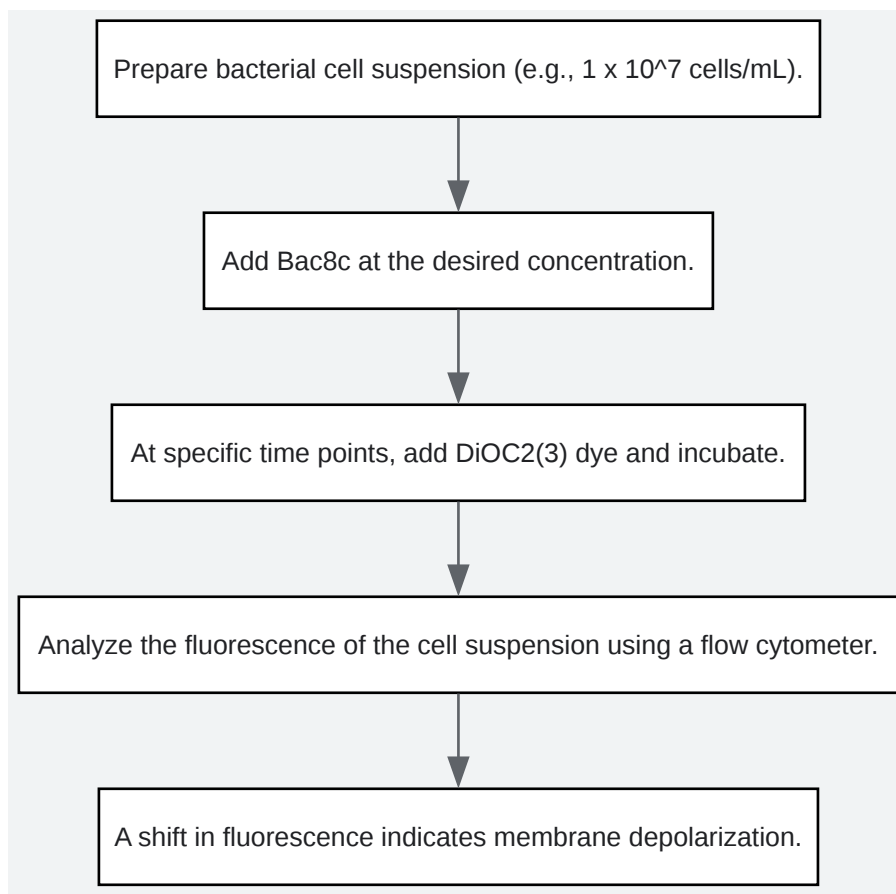 Prepare bacterial cell suspension (e.g., 1 x 10^7 cells/mL).
Add Bac8c at the desired concentration.
At specific time points, add DiOC2(3) dye and incubate.
Analyze the fluorescence of the cell suspension using a flow cytometer.
A shift in fluorescence indicates membrane depolarization.